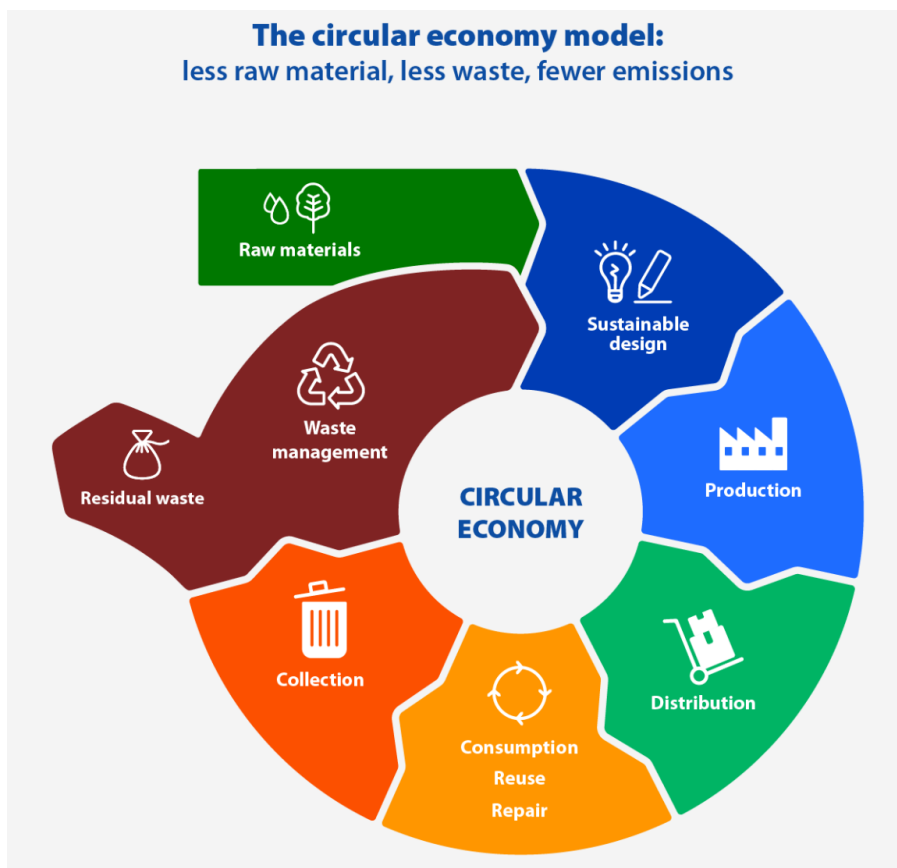 The circular economy model:
less raw material, less waste, fewer emissions
Raw materials
Sustainable
design
Production
Distribution
Consumption
Reuse
Repair
Collection
Waste
management
Residual waste
CIRCULAR
ECONOMY